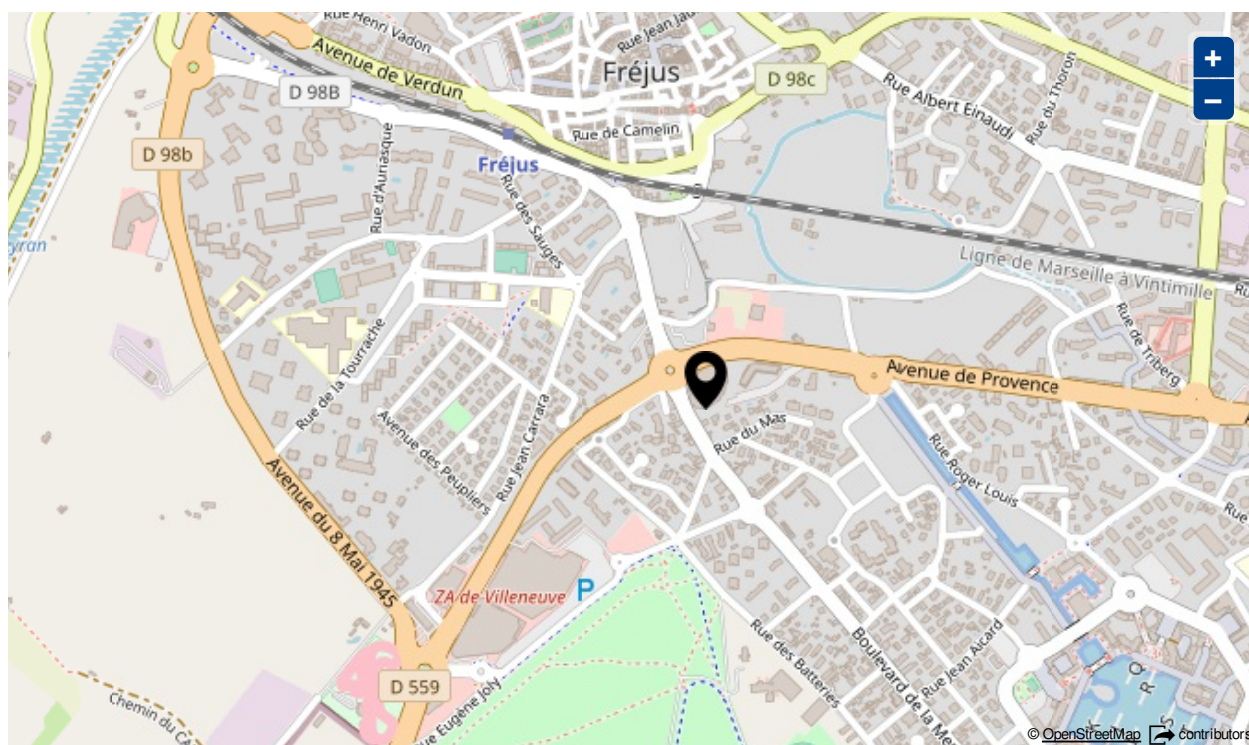 Rue Henri Vadon
Rue Jean Jau
Avenue de Verdun
Fréjus
D 98c
D 98B
Rue Albert Einaudi
Rue du Thoron
Rue de Camelin
D 98b
Rue d'Auriasque
Fréjus
Rue des Sauges
yran
Ligne de Marseille à Vintimille
Ru
Rue de Triberg
Rue de la Tourrache
Avenue de Provence
Avenue des Peupliers
Rue Jean Carrara
Rue du Mas
Rue Roger Louis
Rue
Avenue du 8 Mai 1945
ZA de Villeneuve
P
Rue des Batteries
Boulevard de la Me
Rue Jean Aicard
D 559
Rue Eugène Joly
Chemin du CA
R
Q
S
K
+
−
© OpenStreetMap contributors